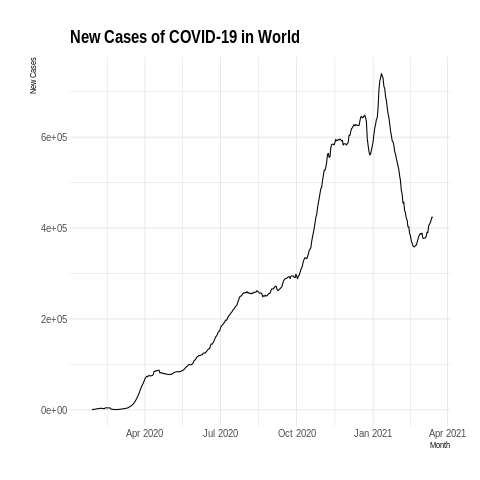 New Cases of COVID-19 in World
New Cases
6e+05
4e+05
2e+05
0e+00
Apr 2020 Jul 2020 Oct 2020 Jan 2021 Apr 2021
Month